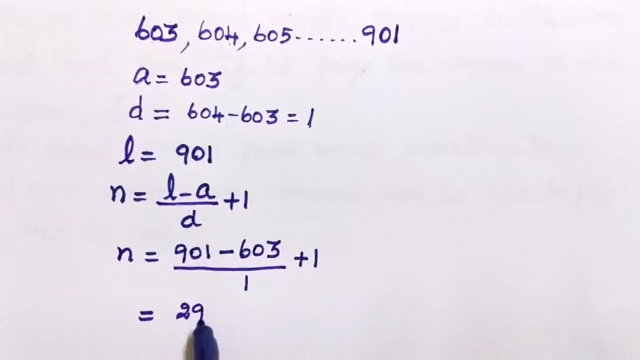 603, 604, 605......901
a = 603
d = 604-603 = 1
l = 901
n = l-a/d +1
n = 901-603/1 +1
= 29